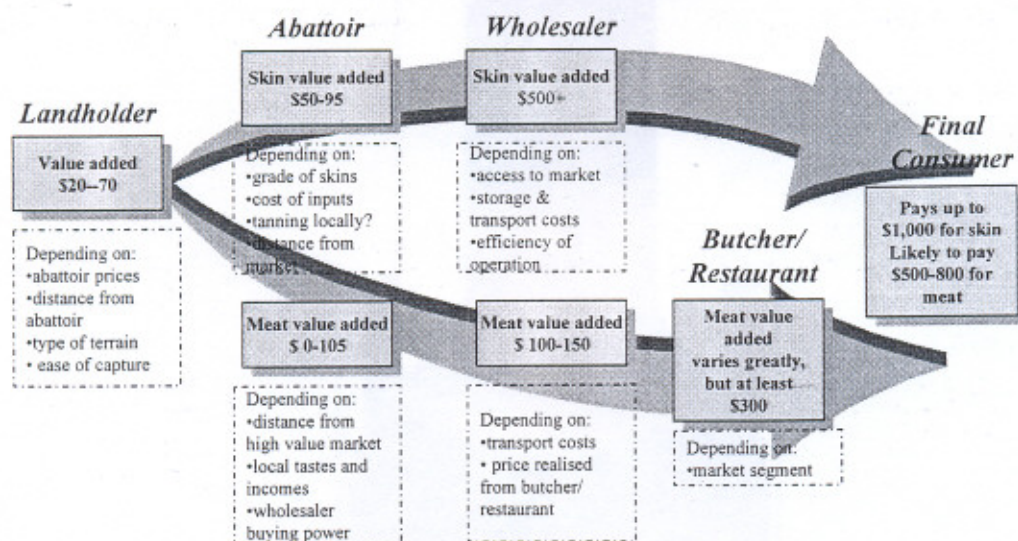 Landholder
Value added
$20--70
Depending on:
•abattoir prices
•distance from
abattoir
•type of terrain
• ease of capture
Abattoir
Skin value added
$50-95
Depending on:
•grade of skins
•cost of inputs
•tanning locally?
•distance from
market
Meat value added
$ 0-105
Depending on:
•distance from
high value market
•local tastes and
incomes
•wholesaler
buying power
Wholesaler
Skin value added
$500+
Depending on:
•access to market
•storage &
transport costs
•efficiency of
operation
Meat value added
$ 100-150
Depending on:
•transport costs
• price realised
from butcher/
restaurant
Butcher/
Restaurant
Meat value
added
varies greatly,
but at least
$300
Depending on:
•market segment
Final
Consumer
Pays up to
$1,000 for skin
Likely to pay
$500-800 for
meat